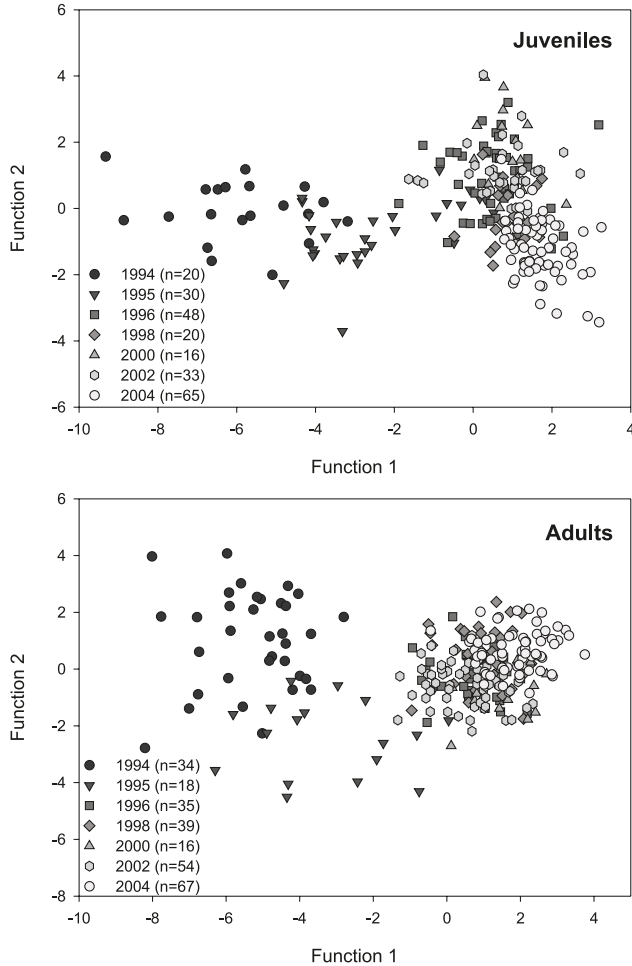 Juveniles
6
4
2
0
-2
-4
-6
Function 2
1994 (n=20)
1995 (n=30)
1996 (n=48)
1998 (n=20)
2000 (n=16)
2002 (n=33)
2004 (n=65)
-10 -8 -6 -4 -2 0 2 4
Function 1
Adults
6
4
2
0
-2
-4
-6
-8
Function 2
1994 (n=34)
1995 (n=18)
1996 (n=35)
1998 (n=39)
2000 (n=16)
2002 (n=54)
2004 (n=67)
-10 -8 -6 -4 -2 0 2 4
Function 1